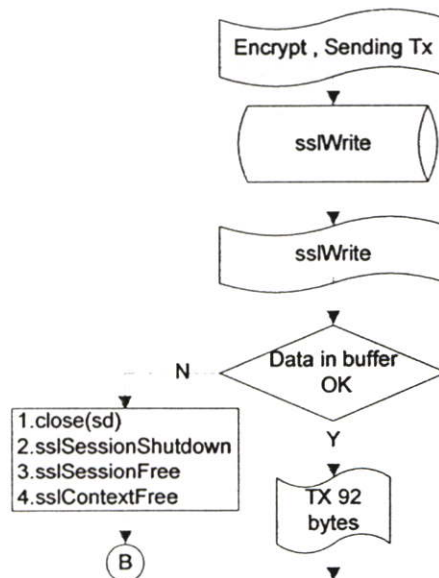 Encrypt , Sending Tx
sslWrite
sslWrite
Data in buffer
OK
N
Y
1.close(sd)
2.sslSessionShutdown
3.sslSessionFree
4.sslContextFree
TX 92
bytes
B